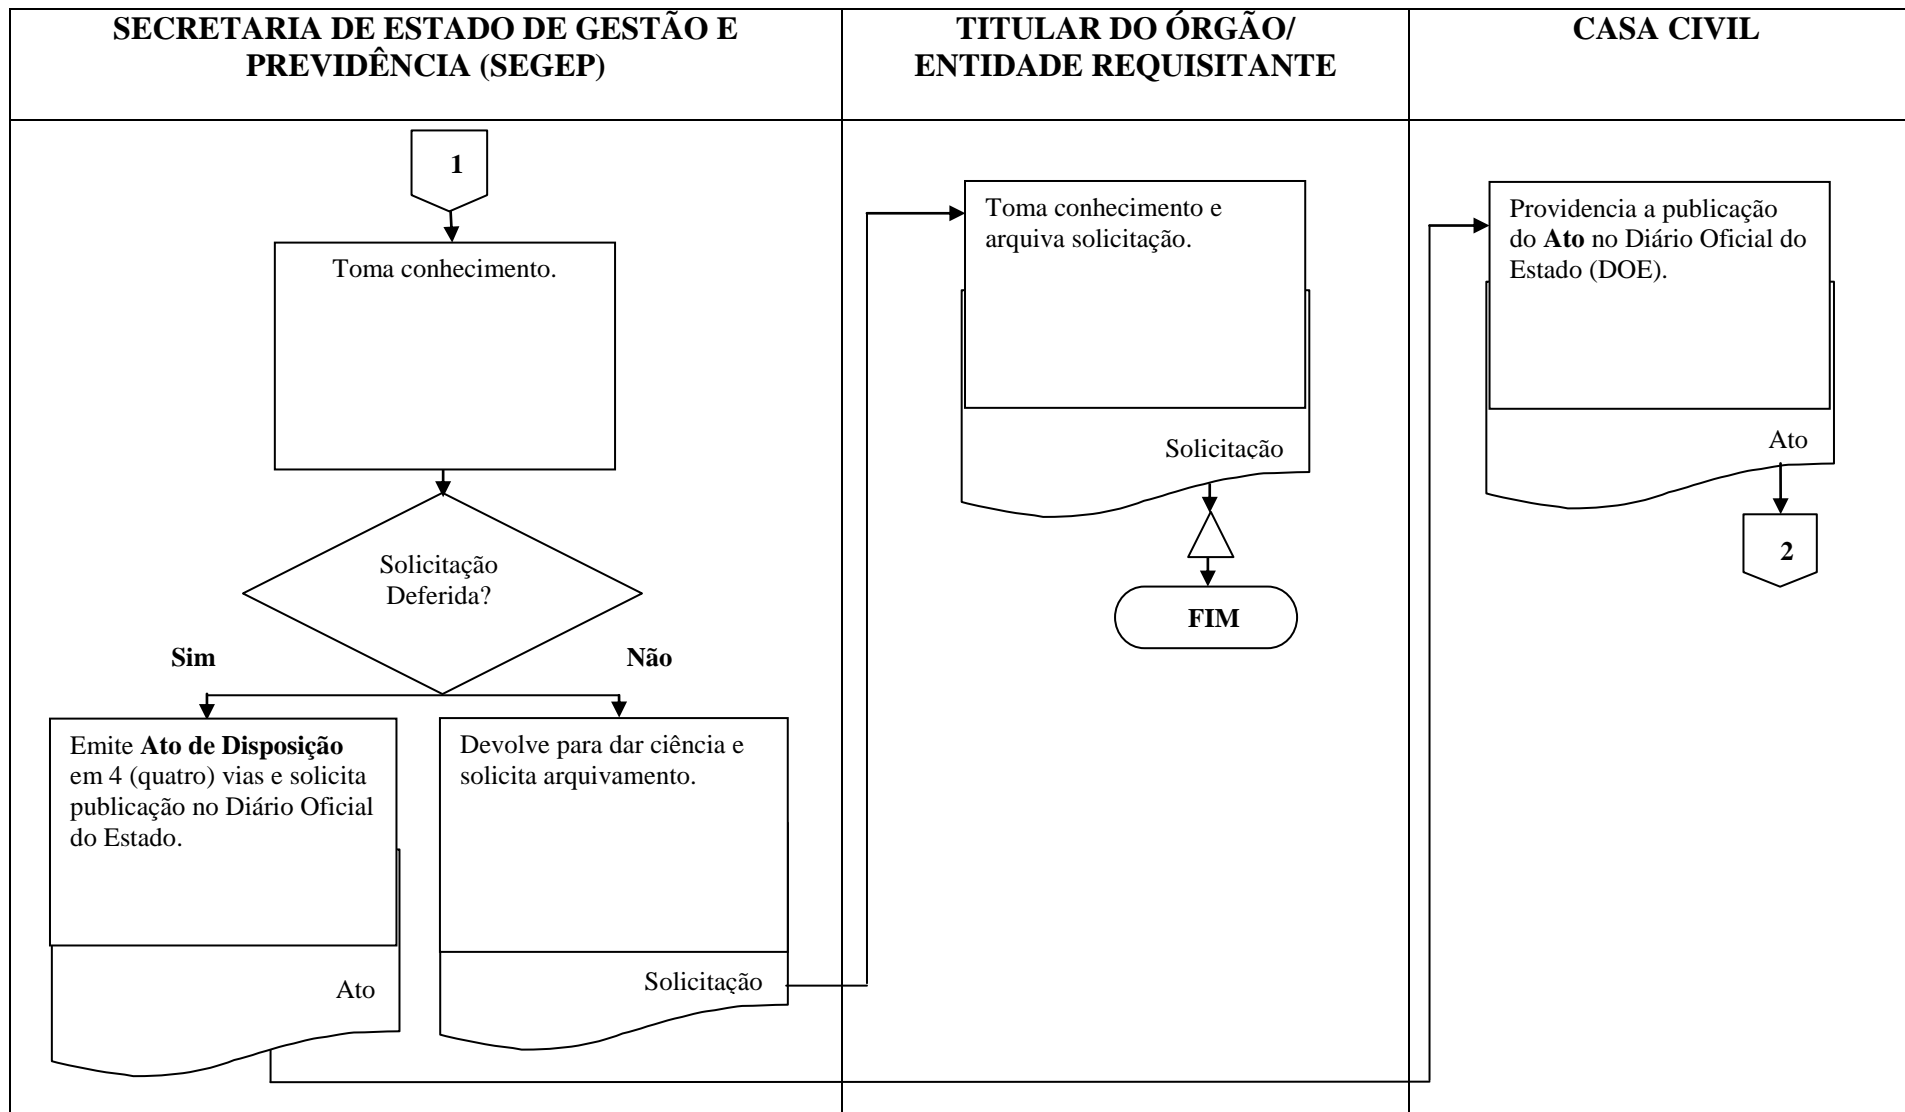 SECRETARIA DE ESTADO DE GESTÃO E
PREVIDÊNCIA (SEGEP)
TITULAR DO ÓRGÃO/
ENTIDADE REQUISITANTE
CASA CIVIL
1
Toma conhecimento.
Solicitação
Deferida?
Sim
Não
Emite Ato de Disposição
em 4 (quatro) vias e solicita
publicação no Diário Oficial
do Estado.
Ato
Devolve para dar ciência e
solicita arquivamento.
Solicitação
Toma conhecimento e
arquiva solicitação.
Solicitação
FIM
Providencia a publicação
do Ato no Diário Oficial do
Estado (DOE).
Ato
2